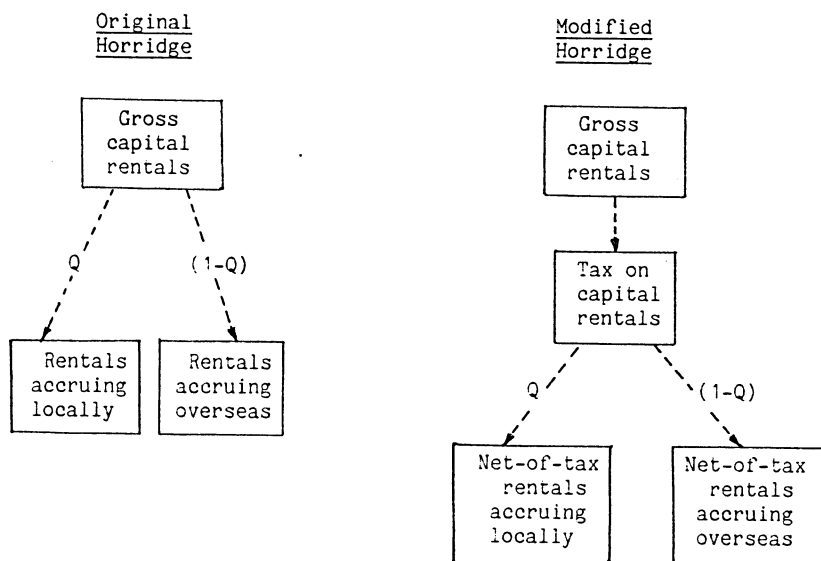 Original
Horridge
Gross
capital
rentals
Q
(1-Q)
Rentals
accruing
locally
Rentals
accruing
overseas
Modified
Horridge
Gross
capital
rentals
Tax on
capital
rentals
Q
(1-Q)
Net-of-tax
rentals
accruing
locally
Net-of-tax
rentals
accruing
overseas